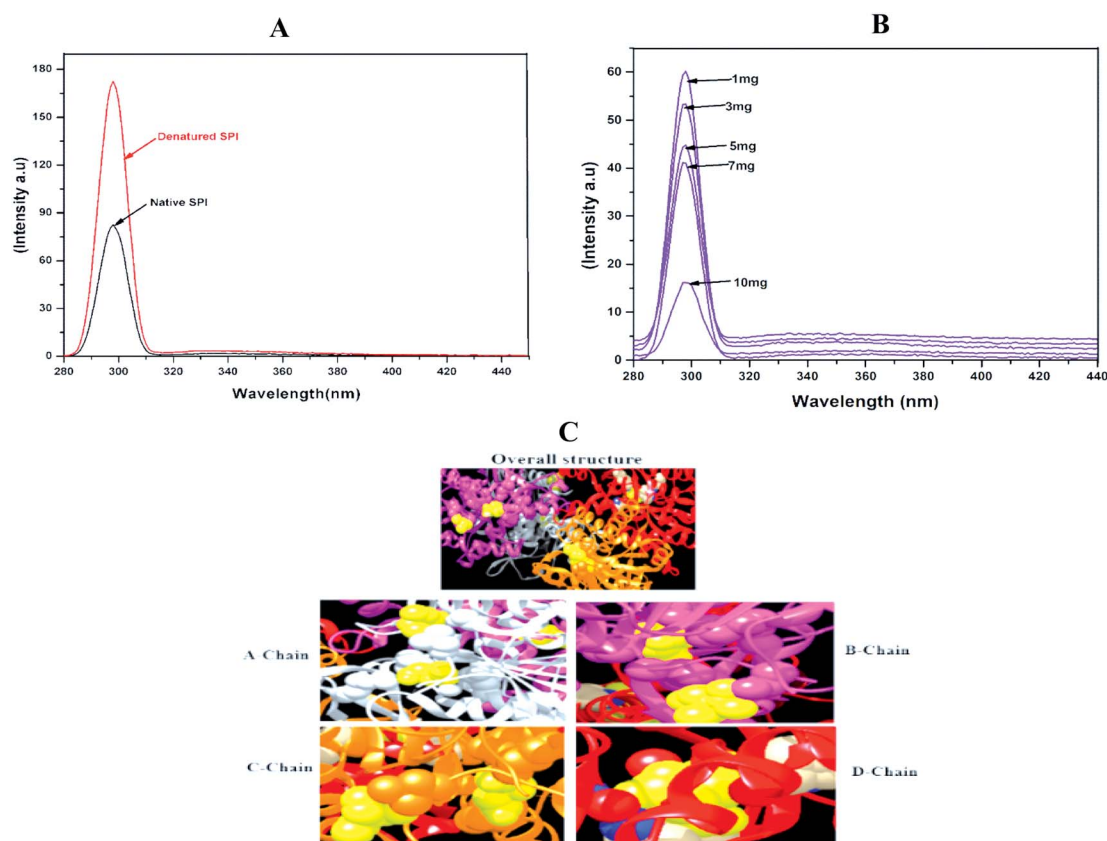 A
B
(Intensity a.u)
180
150
120
90
60
30
0
Denatured SPI
Native SPI
280
300
320
340
360
380
400
420
440
Wavelength(nm)
(Intensity a.u)
60
50
40
30
20
10
0
1mg
3mg
5mg
7mg
10mg
280
300
320
340
360
380
400
420
440
Wavelength (nm)
C
Overall structure
A-Chain
B-Chain
C-Chain
D-Chain